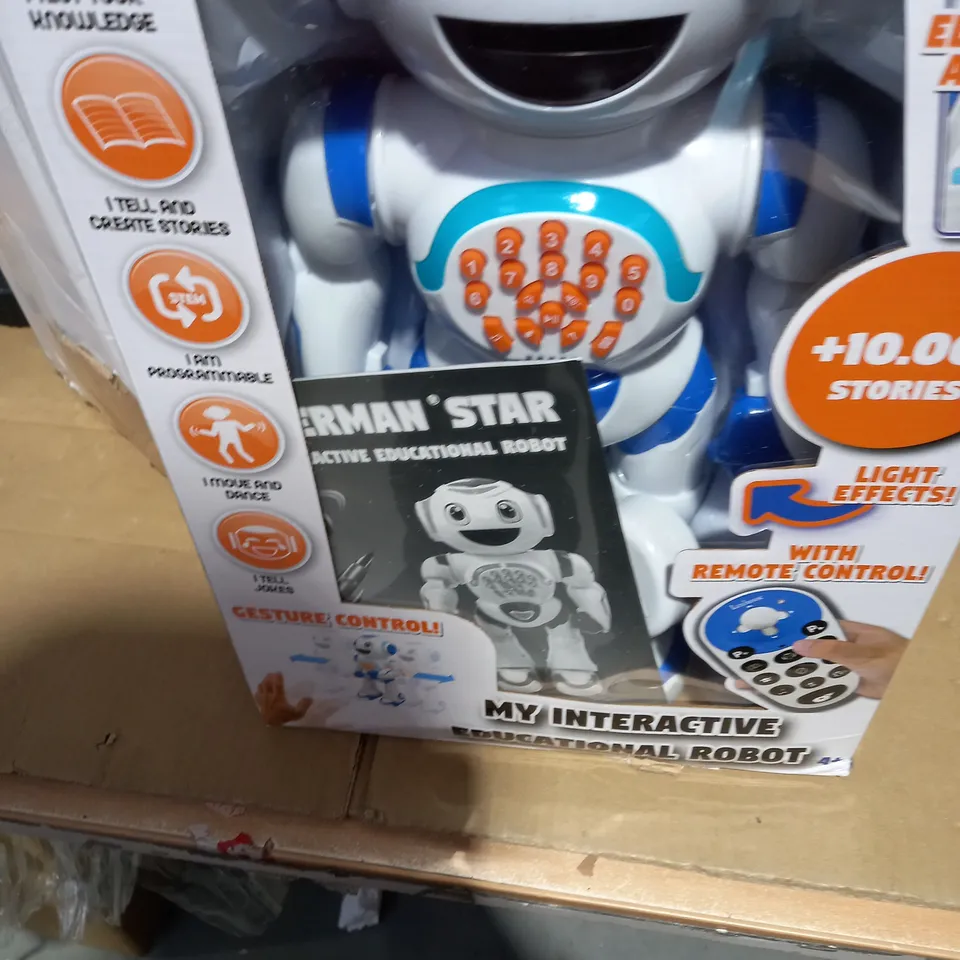 KNOWLEDGE
I TELL AND
CREATE STORIES
STEM
I AM
PROGRAMMABLE
I MOVE AND
DANCE
I TELL
JOKES
GESTURE CONTROL!
1 2 3 4 5
6 7 8 9 0
ERMAN® STAR
ACTIVE EDUCATIONAL ROBOT
+10.00
STORIES
LIGHT
EFFECTS!
WITH
REMOTE CONTROL!
Lexibook
MY INTERACTIVE
EDUCATIONAL ROBOT
4+